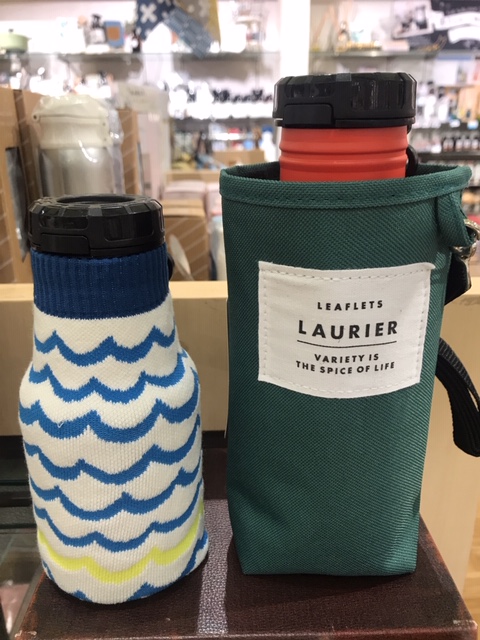 LEAFLETS
LAURIER
VARIETY IS
THE SPICE OF LIFE